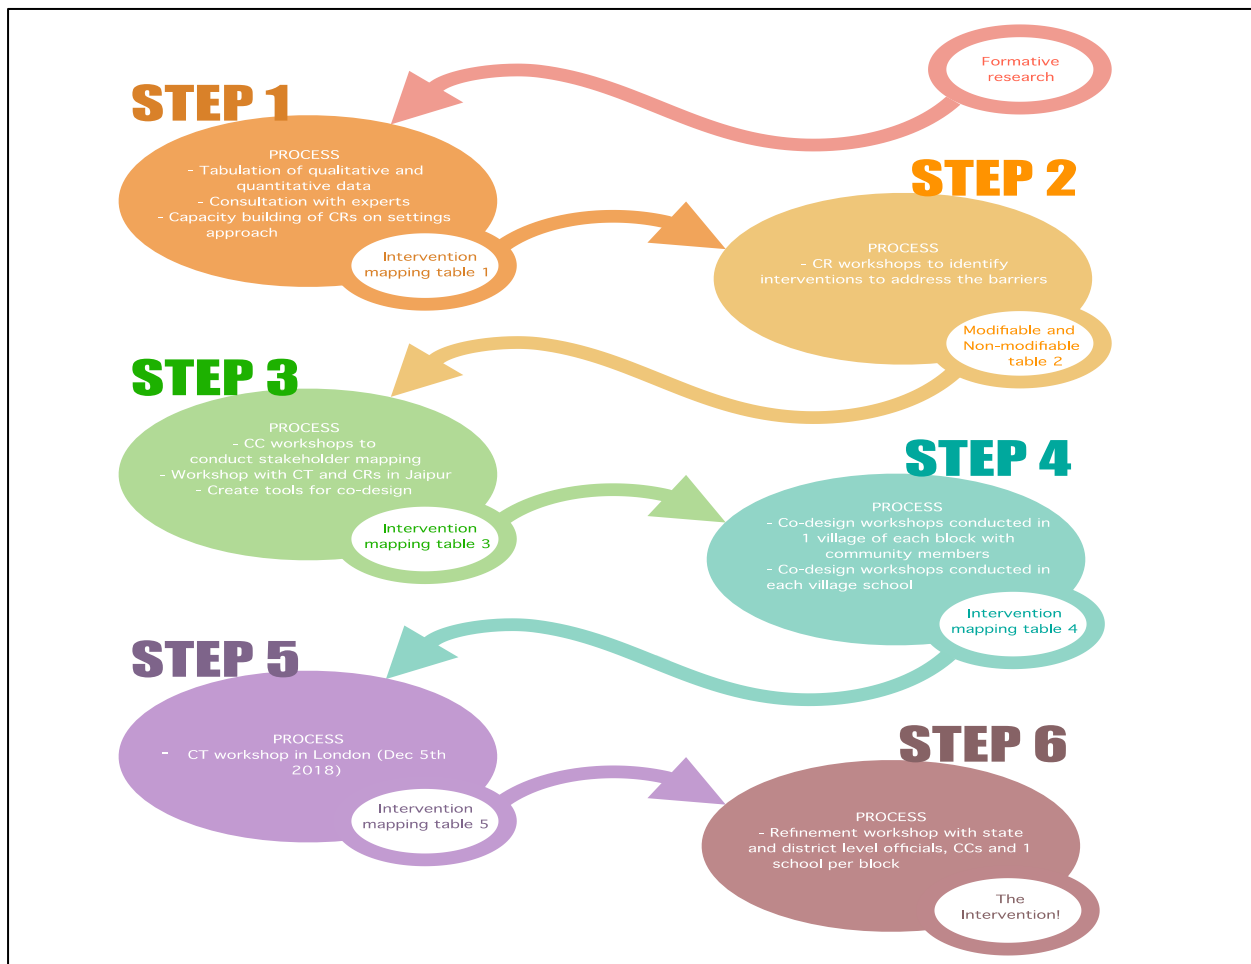 Formative
research
STEP 1
PROCESS
- Tabulation of qualitative and
quantitative data
- Consultation with experts
- Capacity building of CRs on settings
approach
Intervention
mapping table 1
STEP 2
PROCESS
- CR workshops to identify
interventions to address the barriers
Modifiable and
Non-modifiable
table 2
STEP 3
PROCESS
- CC workshops to
conduct stakeholder mapping
- Workshop with CT and CRs in Jaipur
- Create tools for co-design
Intervention
mapping table 3
STEP 4
PROCESS
- Co-design workshops conducted in
1 village of each block with
community members
- Co-design workshops conducted in
each village school
Intervention
mapping table 4
STEP 5
PROCESS
- CT workshop in London (Dec 5th
2018)
Intervention
mapping table 5
STEP 6
PROCESS
- Refinement workshop with state
and district level officials, CCs and 1
school per block
The
Intervention!